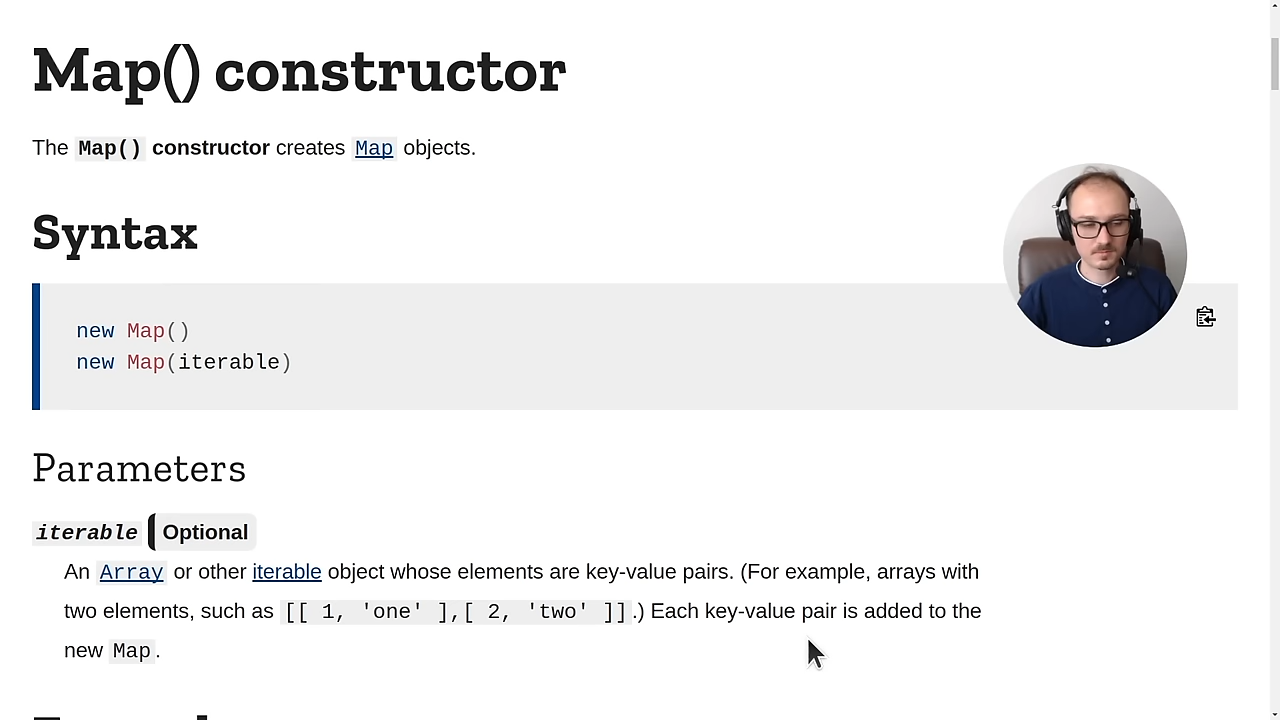 Map() constructor
The Map() constructor creates Map objects.
Syntax
new Map()
new Map(iterable)
Parameters
iterable Optional
An Array or other iterable object whose elements are key-value pairs. (For example, arrays with
two elements, such as [[ 1, 'one' ],[ 2, 'two' ]].) Each key-value pair is added to the
new Map.